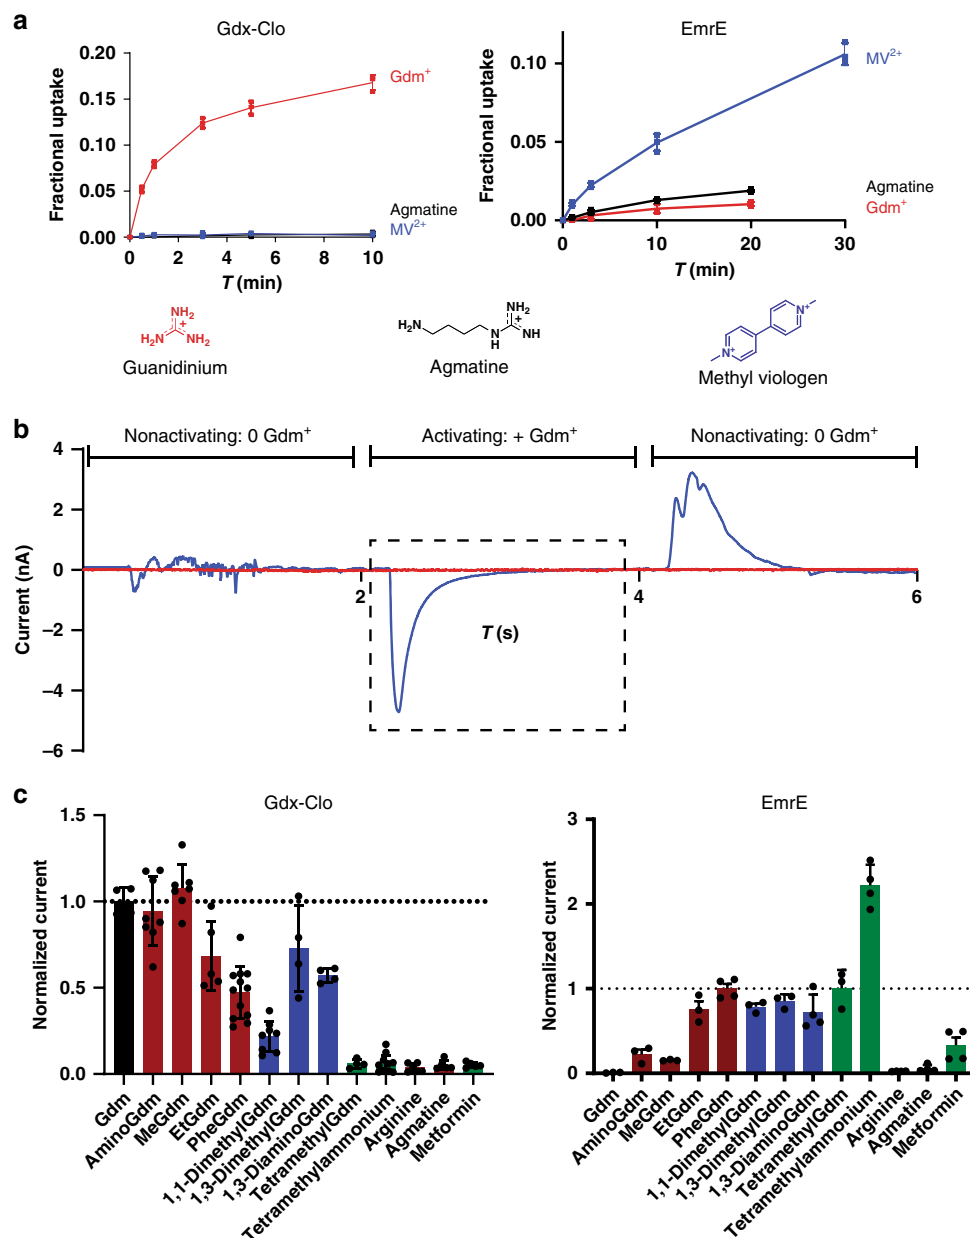 a
Gdx-Clo
EmrE
Fractional uptake
0.20
0.15
0.10
0.05
0.00
Gdm+
Agmatine
MV2+
0 2 4 6 8 10
T (min)
Fractional uptake
0.10
0.05
0.00
MV2+
Agmatine
Gdm+
0 10 20 30
T (min)
NH2
+
H2N NH2
Guanidinium
H2N
NH2
+
N NH
H
Agmatine
N+
N+
Methyl viologen
b
Nonactivating: 0 Gdm+
Activating: + Gdm+
Nonactivating: 0 Gdm+
Current (nA)
4
2
0
–2
–4
–6
2 4 6
T (s)
c
Gdx-Clo
EmrE
Normalized current
1.5
1.0
0.5
0.0
Gdm
AminoGdm
MeGdm
EtGdm
PheGdm
1,1-DimethylGdm
1,3-DimethylGdm
1,3-DiaminoGdm
TetramethylGdm
Tetramethylammonium
Arginine
Agmatine
Metformin
Normalized current
3
2
1
0
Gdm
AminoGdm
MeGdm
EtGdm
PheGdm
1,1-DimethylGdm
1,3-DimethylGdm
1,3-DiaminoGdm
TetramethylGdm
Tetramethylammonium
Arginine
Agmatine
Metformin